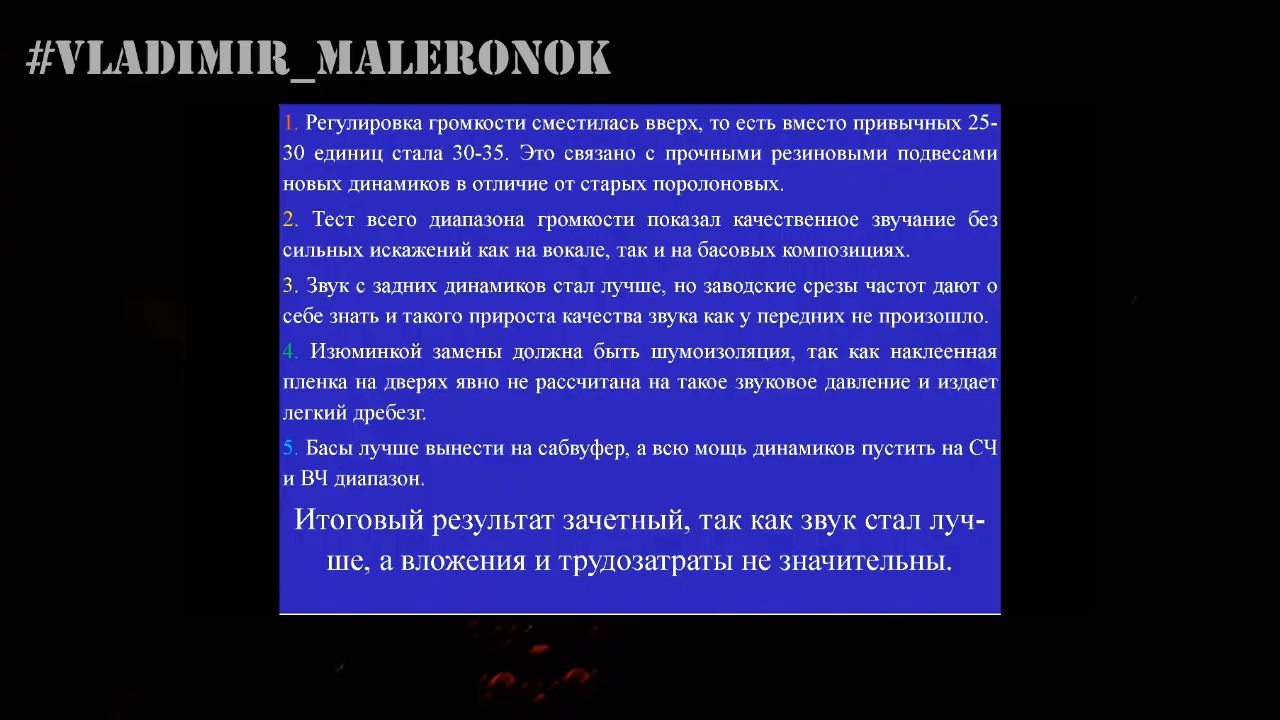 #VLADIMIR_MALERONOK
1. Регулировка громкости сместилась вверх, то есть вместо привычных 25-
30 единиц стала 30-35. Это связано с прочными резиновыми подвесами
новых динамиков в отличие от старых поролоновых.
2. Тест всего диапазона громкости показал качественное звучание без
сильных искажений как на вокале, так и на басовых композициях.
3. Звук с задних динамиков стал лучше, но заводские срезы частот дают о
себе знать и такого прироста качества звука как у передних не произошло.
4. Изюминкой замены должна быть шумоизоляция, так как наклеенная
пленка на дверях явно не рассчитана на такое звуковое давление и издает
легкий дребезг.
5. Басы лучше вынести на сабвуфер, а всю мощь динамиков пустить на СЧ
и ВЧ диапазон.
Итоговый результат зачетный, так как звук стал луч-
ше, а вложения и трудозатраты не значительны.